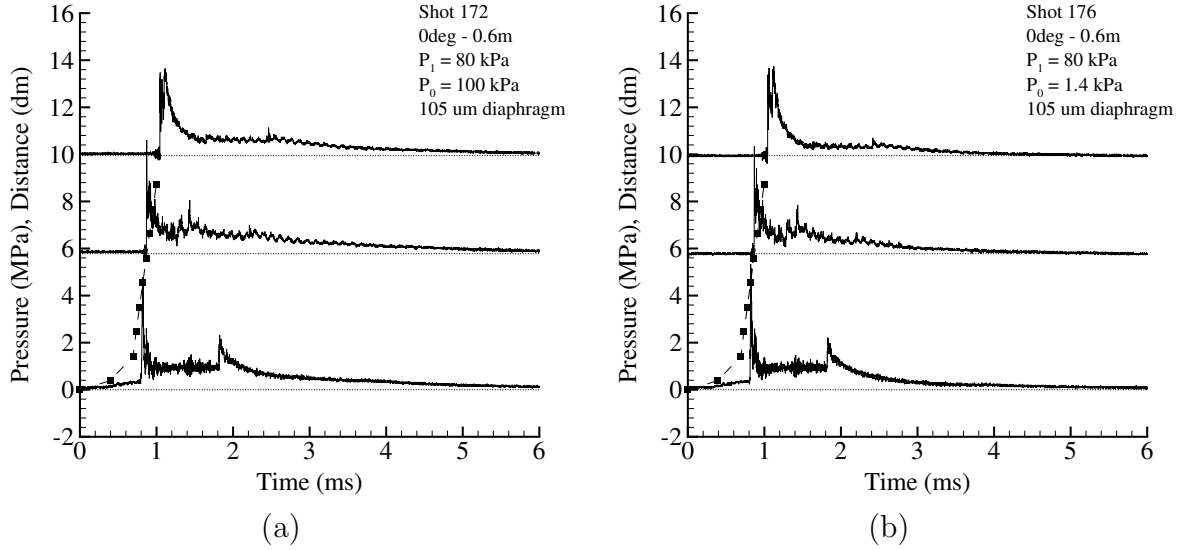 Shot 172
0deg - 0.6m
P₁ = 80 kPa
P₀ = 100 kPa
105 um diaphragm
Pressure (MPa), Distance (dm)
16
14
12
10
8
6
4
2
0
-2
0 1 2 3 4 5 6
Time (ms)
(a)
Shot 176
0deg - 0.6m
P₁ = 80 kPa
P₀ = 1.4 kPa
105 um diaphragm
Pressure (MPa), Distance (dm)
16
14
12
10
8
6
4
2
0
-2
0 1 2 3 4 5 6
Time (ms)
(b)